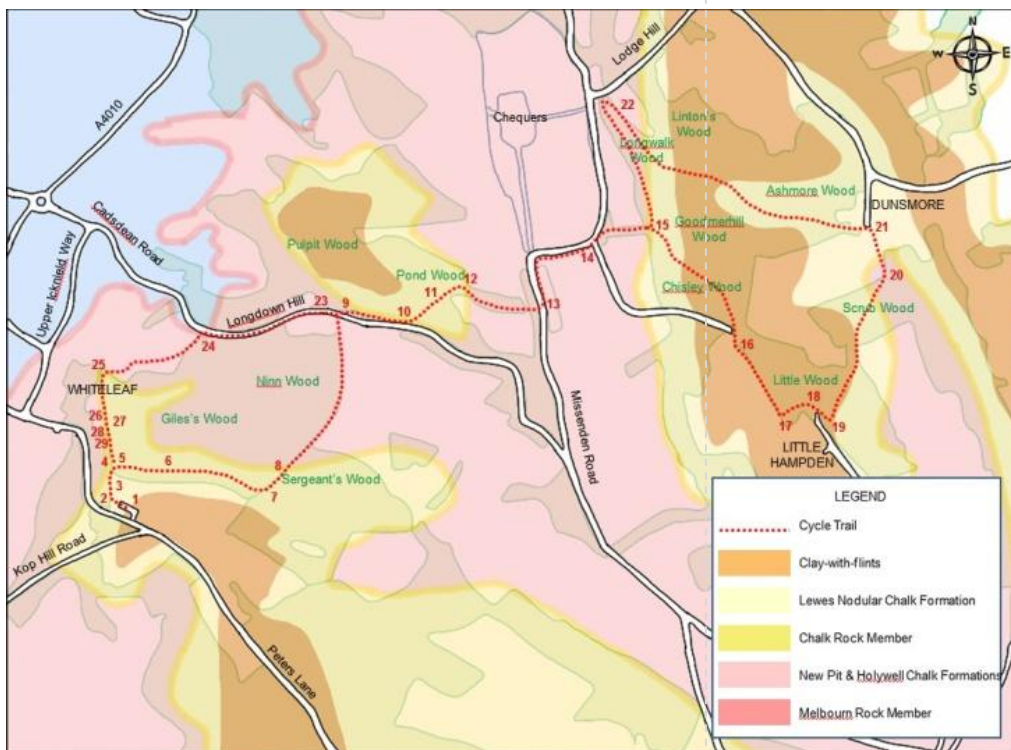 N
W
E
S
A4010
Lodge Hill
Chequers
22
Linton's
Wood
Longwalk
Wood
Cadsdean Road
Upper Icknield Way
Ashmore Wood
DUNSMORE
21
15
Goodmerhill
Wood
14
Pulpit Wood
Pond Wood
12
11
20
Chisley Wood
Scrub Wood
Longdown Hill
23
9
10
13
24
16
25
WHITELEAF
Ninn Wood
Little Wood
26
27
Giles's Wood
18
17
19
28
29
Missenden Road
LITTLE
HAMPDEN
4
5
6
8
Sergeant's Wood
3
7
2
1
Kop Hill Road
Peters Lane
LEGEND
Cycle Trail
Clay-with-flints
Lewes Nodular Chalk Formation
Chalk Rock Member
New Pit & Holywell Chalk Formations
Melbourn Rock Member